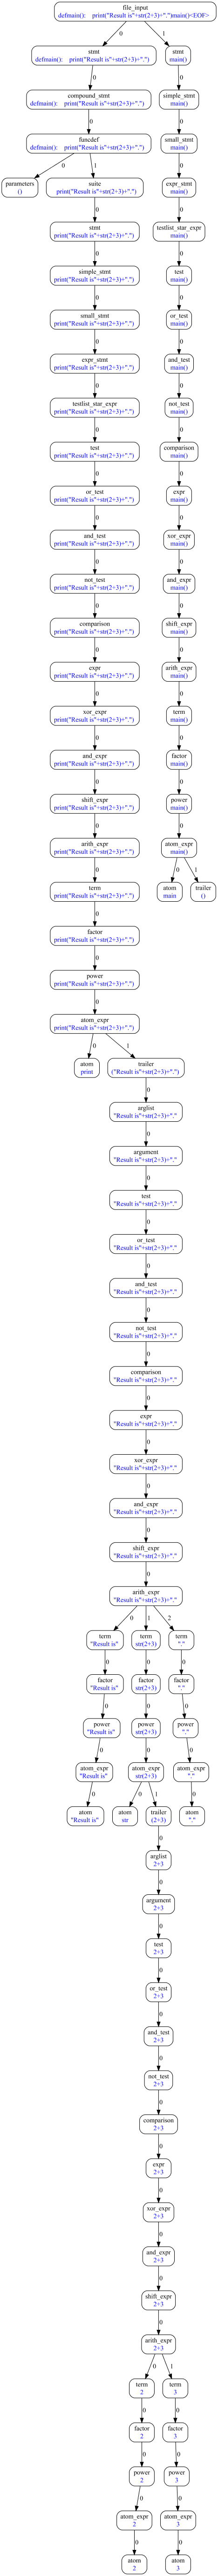 file_input
defmain():    print("Result is"+str(2+3)+".")main()<EOF>
0 1
stmt stmt
defmain():    print("Result is"+str(2+3)+".") main()
0 0
compound_stmt simple_stmt
defmain():    print("Result is"+str(2+3)+".") main()
0 0
funcdef small_stmt
defmain():    print("Result is"+str(2+3)+".") main()
0 1 0
parameters suite expr_stmt
() print("Result is"+str(2+3)+".") main()
0 0
stmt testlist_star_expr
print("Result is"+str(2+3)+".") main()
0 0
simple_stmt test
print("Result is"+str(2+3)+".") main()
0 0
small_stmt or_test
print("Result is"+str(2+3)+".") main()
0 0
expr_stmt and_test
print("Result is"+str(2+3)+".") main()
0 0
testlist_star_expr not_test
print("Result is"+str(2+3)+".") main()
0 0
test comparison
print("Result is"+str(2+3)+".") main()
0 0
or_test expr
print("Result is"+str(2+3)+".") main()
0 0
and_test xor_expr
print("Result is"+str(2+3)+".") main()
0 0
not_test and_expr
print("Result is"+str(2+3)+".") main()
0 0
comparison shift_expr
print("Result is"+str(2+3)+".") main()
0 0
expr arith_expr
print("Result is"+str(2+3)+".") main()
0 0
xor_expr term
print("Result is"+str(2+3)+".") main()
0 0
and_expr factor
print("Result is"+str(2+3)+".") main()
0 0
shift_expr power
print("Result is"+str(2+3)+".") main()
0 0
arith_expr atom_expr
print("Result is"+str(2+3)+".") main()
0 0 1
term atom trailer
print("Result is"+str(2+3)+".") main ()
0
factor
print("Result is"+str(2+3)+".")
0
power
print("Result is"+str(2+3)+".")
0
atom_expr
print("Result is"+str(2+3)+".")
0 1
atom trailer
print ("Result is"+str(2+3)+".")
0
arglist
"Result is"+str(2+3)+"."
0
argument
"Result is"+str(2+3)+"."
0
test
"Result is"+str(2+3)+"."
0
or_test
"Result is"+str(2+3)+"."
0
and_test
"Result is"+str(2+3)+"."
0
not_test
"Result is"+str(2+3)+"."
0
comparison
"Result is"+str(2+3)+"."
0
expr
"Result is"+str(2+3)+"."
0
xor_expr
"Result is"+str(2+3)+"."
0
and_expr
"Result is"+str(2+3)+"."
0
shift_expr
"Result is"+str(2+3)+"."
0
arith_expr
"Result is"+str(2+3)+"."
0 1 2
term term term
"Result is" str(2+3) "."
0 0 0
factor factor factor
"Result is" str(2+3) "."
0 0 0
power power power
"Result is" str(2+3) "."
0 0 0
atom_expr atom_expr atom_expr
"Result is" str(2+3) "."
0 0 1 0
atom atom trailer atom
"Result is" str (2+3) "."
0
arglist
2+3
0
argument
2+3
0
test
2+3
0
or_test
2+3
0
and_test
2+3
0
not_test
2+3
0
comparison
2+3
0
expr
2+3
0
xor_expr
2+3
0
and_expr
2+3
0
shift_expr
2+3
0
arith_expr
2+3
0 1
term term
2 3
0 0
factor factor
2 3
0 0
power power
2 3
0 0
atom_expr atom_expr
2 3
0 0
atom atom
2 3